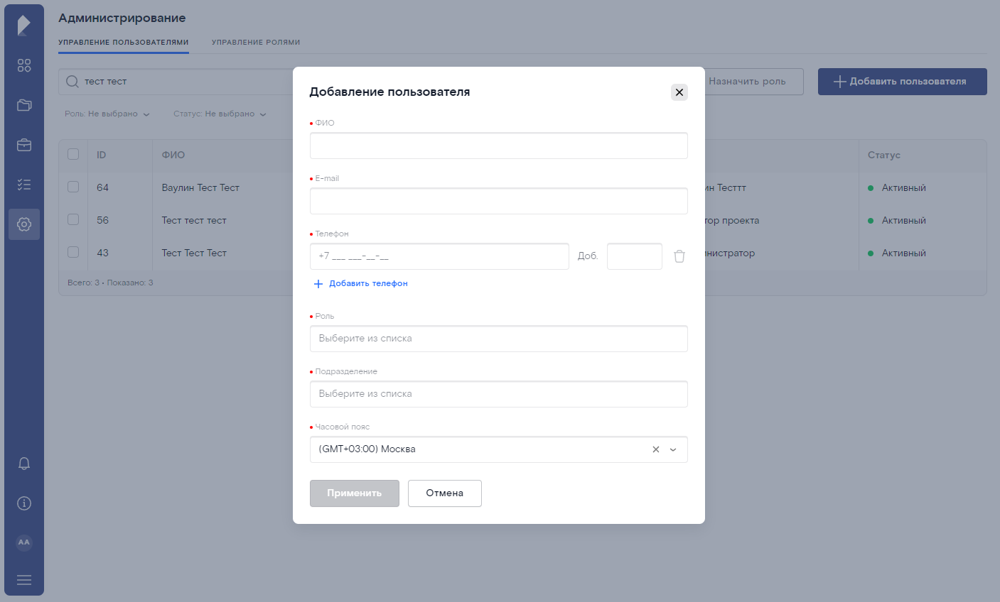 Администрирование
УПРАВЛЕНИЕ ПОЛЬЗОВАТЕЛЯМИ
УПРАВЛЕНИЕ РОЛЯМИ
тест тест
Назначить роль
Добавить пользователя
Роль: Не выбрано
Статус: Не выбрано
ID
ФИО
Статус
64
Ваулин Тест Тест
ин Тесттт
Активный
56
Тест тест тест
тор проекта
Активный
43
Тест Тест Тест
министратор
Активный
Всего: 3 • Показано: 3
Добавление пользователя
ФИО
E-mail
Телефон
+7 ___ ___-__-__
Доб.
Добавить телефон
Роль
Выберите из списка
Подразделение
Выберите из списка
Часовой пояс
(GMT+03:00) Москва
Применить
Отмена
АА